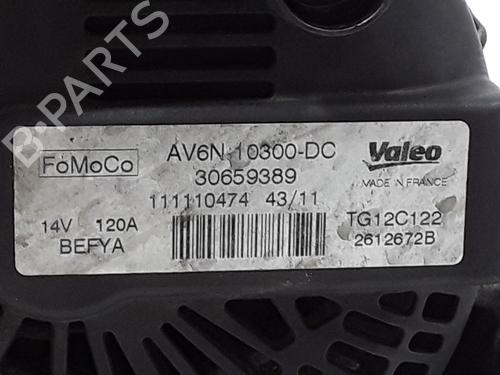 FoMoCo
AV6N-10300-DC
30659389
Valeo
MADE IN FRANCE
111110474 43/11
14V 120A
BEFYA
TG12C122
2612672B
B-PARTS